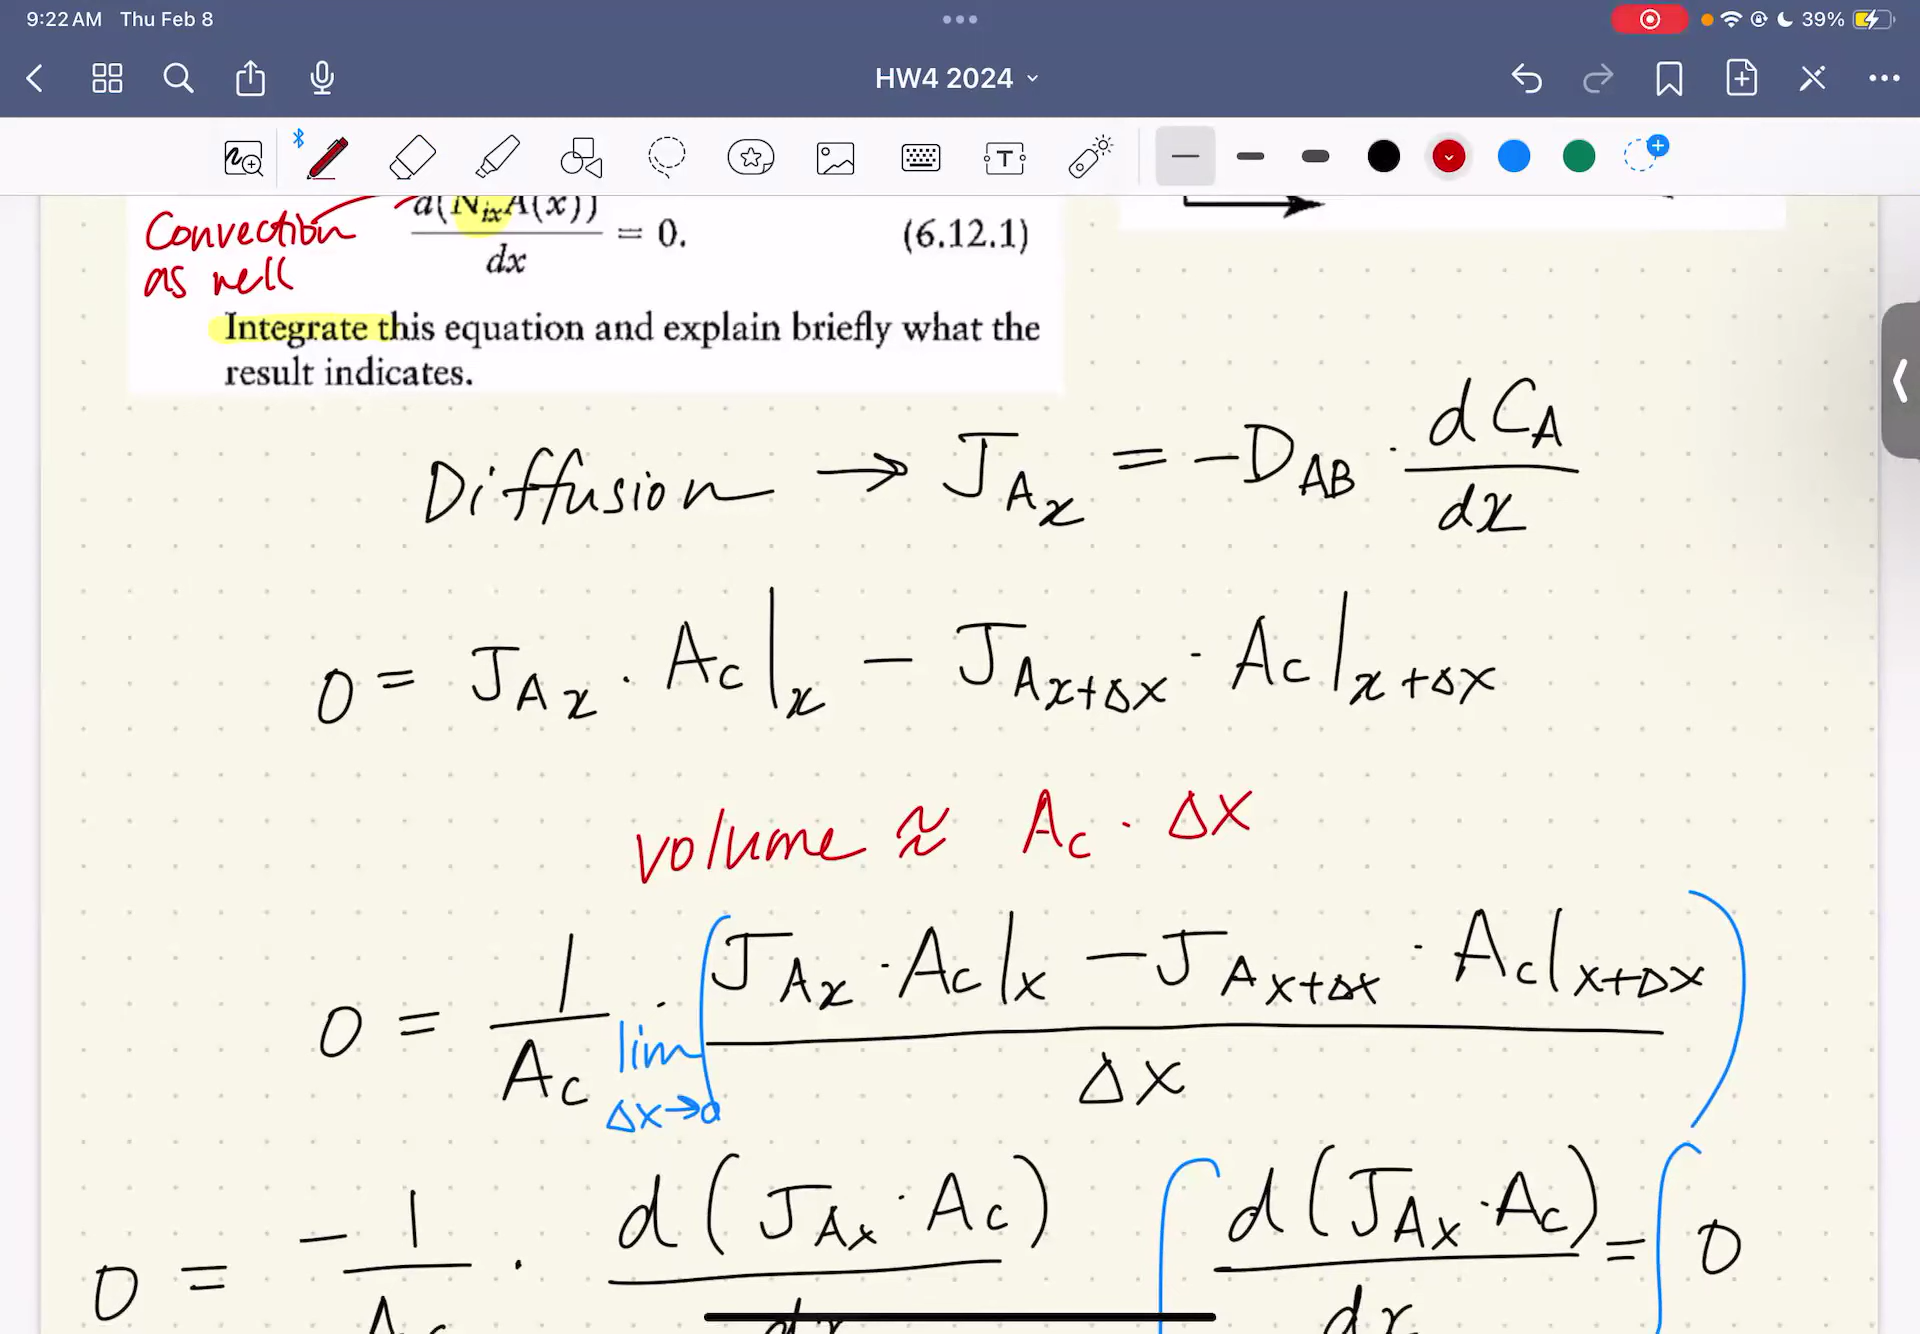 9:22 AM Thu Feb 8
39%
HW4 2024
Convection
as well
d(N_ix A(x))
/ dx = 0. (6.12.1)
Integrate this equation and explain briefly what the
result indicates.
Diffusion → J_Ax = -D_AB · dC_A / dx
0 = J_Ax · Ac|x - J_Ax+Δx · Ac|x+Δx
volume ≈ Ac · Δx
0 = 1/Ac lim Δx→0 (J_Ax · Ac|x - J_Ax+Δx · Ac|x+Δx / Δx)
0 = -1/Ac · d(J_Ax · Ac) / dx ∫ d(J_Ax · Ac) / dx = ∫ 0